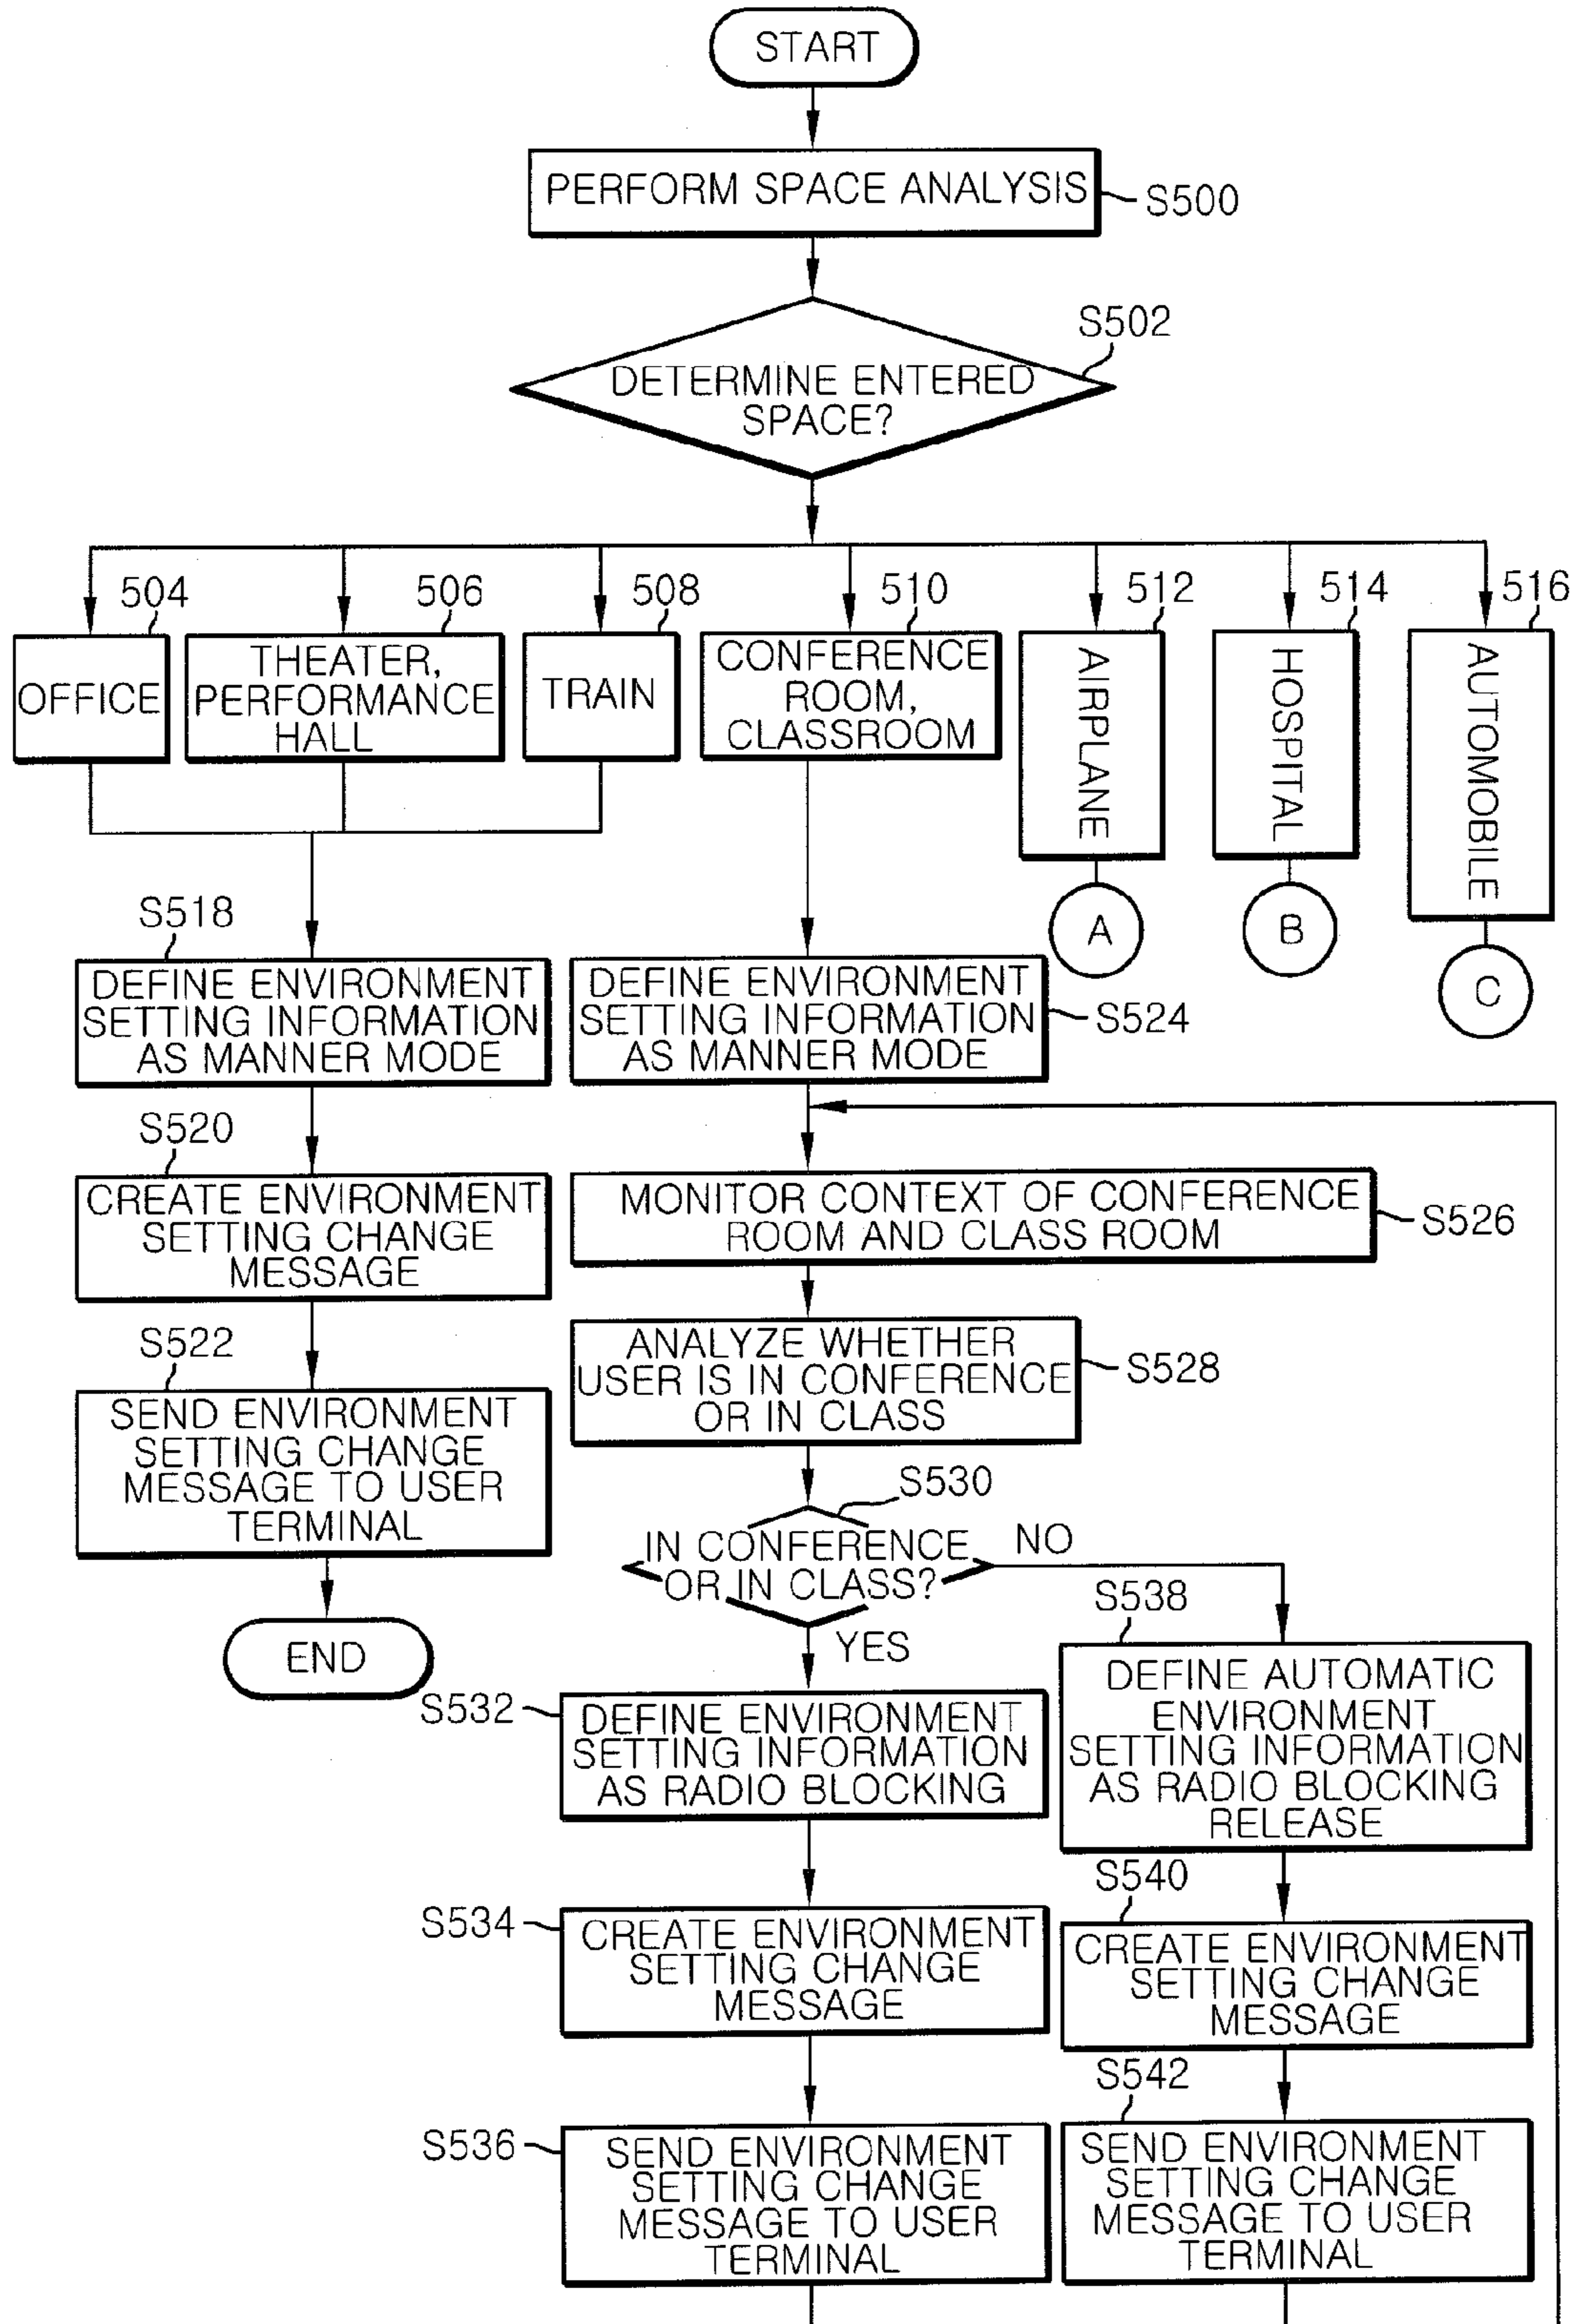 START
PERFORM SPACE ANALYSIS
S500
S502
DETERMINE ENTERED
SPACE?
504
506
508
510
512
514
516
OFFICE
THEATER,
PERFORMANCE
HALL
TRAIN
CONFERENCE
ROOM,
CLASSROOM
AIRPLANE
HOSPITAL
AUTOMOBILE
A
B
C
S518
DEFINE ENVIRONMENT
SETTING INFORMATION
AS MANNER MODE
S520
CREATE ENVIRONMENT
SETTING CHANGE
MESSAGE
S522
SEND ENVIRONMENT
SETTING CHANGE
MESSAGE TO USER
TERMINAL
END
DEFINE ENVIRONMENT
SETTING INFORMATION
AS MANNER MODE
S524
MONITOR CONTEXT OF CONFERENCE
ROOM AND CLASS ROOM
S526
ANALYZE WHETHER
USER IS IN CONFERENCE
OR IN CLASS
S528
S530
IN CONFERENCE
OR IN CLASS?
NO
YES
S532
DEFINE ENVIRONMENT
SETTING INFORMATION
AS RADIO BLOCKING
S534
CREATE ENVIRONMENT
SETTING CHANGE
MESSAGE
S536
SEND ENVIRONMENT
SETTING CHANGE
MESSAGE TO USER
TERMINAL
S538
DEFINE AUTOMATIC
ENVIRONMENT
SETTING INFORMATION
AS RADIO BLOCKING
RELEASE
S540
CREATE ENVIRONMENT
SETTING CHANGE
MESSAGE
S542
SEND ENVIRONMENT
SETTING CHANGE
MESSAGE TO USER
TERMINAL